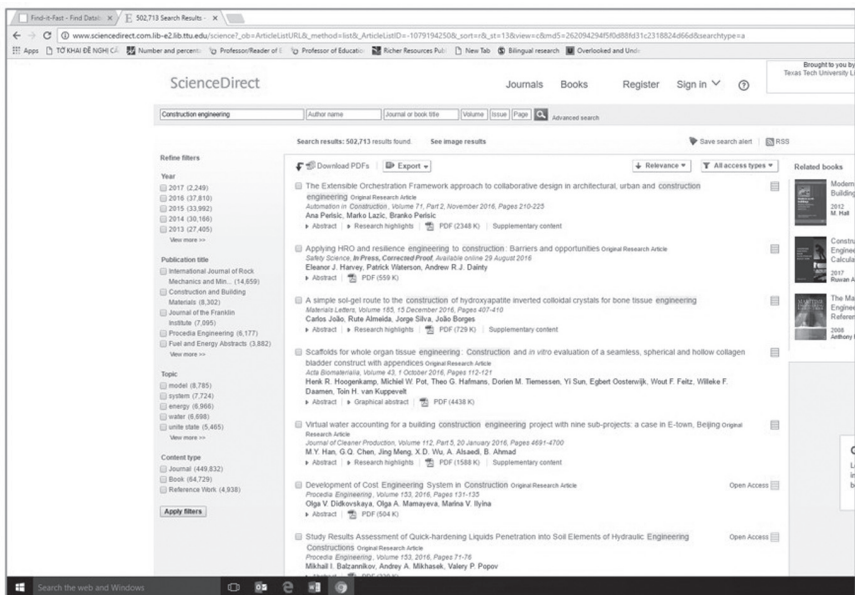 Find-it-Fast - Find Datab
502,713 Search Results -
www.sciencedirect.com.lib-e2.lib.ttu.edu/science?_ob=ArticleListURL&_method=list&_ArticleListID=-1079194250&_sort=r&_st=13&view=c&md5=262094294f5f0d88fd31c2318824d66d&searchtype=a
Apps TỜ KHAI ĐỀ NGHỊ CẤ Number and percenta Professor/Reader of E Professor of Education Richer Resources Publ New Tab Bilingual research Overlooked and Unde
Brought to you by
Texas Tech University Li
ScienceDirect Journals Books Register Sign in
Construction engineering Author name Journal or book title Volume Issue Page Advanced search
Search results: 502,713 results found. See image results Save search alert RSS
Refine filters
Year
2017 (2,249)
2016 (37,810)
2015 (33,992)
2014 (30,166)
2013 (27,405)
View more >>
Publication title
International Journal of Rock
Mechanics and Min... (14,659)
Construction and Building
Materials (8,302)
Journal of the Franklin
Institute (7,095)
Procedia Engineering (6,177)
Fuel and Energy Abstracts (3,882)
View more >>
Topic
model (8,785)
system (7,724)
energy (6,966)
water (6,698)
unite state (5,465)
View more >>
Content type
Journal (449,832)
Book (64,729)
Reference Work (4,938)
Apply filters
Download PDFs Export Relevance All access types
The Extensible Orchestration Framework approach to collaborative design in architectural, urban and construction
engineering Original Research Article
Automation in Construction, Volume 71, Part 2, November 2016, Pages 210-225
Ana Perisic, Marko Lazic, Branko Perisic
Abstract Research highlights PDF (2348 K) Supplementary content
Applying HRO and resilience engineering to construction: Barriers and opportunities Original Research Article
Safety Science, In Press, Corrected Proof, Available online 29 August 2016
Eleanor J. Harvey, Patrick Waterson, Andrew R.J. Dainty
Abstract PDF (559 K)
A simple sol-gel route to the construction of hydroxyapatite inverted colloidal crystals for bone tissue engineering
Materials Letters, Volume 185, 15 December 2016, Pages 407-410
Carlos João, Rute Almeida, Jorge Silva, João Borges
Abstract Research highlights PDF (729 K) Supplementary content
Scaffolds for whole organ tissue engineering: Construction and in vitro evaluation of a seamless, spherical and hollow collagen
bladder construct with appendices Original Research Article
Acta Biomaterialia, Volume 43, 1 October 2016, Pages 112-121
Henk R. Hoogenkamp, Michiel W. Pot, Theo G. Hafmans, Dorien M. Tiemessen, Yi Sun, Egbert Oosterwijk, Wout F. Feitz, Willeke F.
Daamen, Toin H. van Kuppevelt
Abstract Graphical abstract PDF (4438 K)
Virtual water accounting for a building construction engineering project with nine sub-projects: a case in E-town, Beijing Original
Research Article
Journal of Cleaner Production, Volume 112, Part 5, 20 January 2016, Pages 4691-4700
M.Y. Han, G.Q. Chen, Jing Meng, X.D. Wu, A. Alsaedi, B. Ahmad
Abstract Research highlights PDF (1588 K) Supplementary content
Development of Cost Engineering System in Construction Original Research Article Open Access
Procedia Engineering, Volume 153, 2016, Pages 131-135
Olga V. Didkovskaya, Olga A. Mamayeva, Marina V. Ilyina
Abstract PDF (504 K)
Study Results Assessment of Quick-hardening Liquids Penetration into Soil Elements of Hydraulic Engineering Open Access
Constructions Original Research Article
Procedia Engineering, Volume 153, 2016, Pages 71-76
Mikhail I. Balzannikov, Andrey A. Mikhasek, Valery P. Popov
Related books
Modern
Building
2012
M. Hall
Constru
Enginee
Calcula
2017
Ruwan A
The Ma
Enginee
Referen
2008
Anthony
Search the web and Windows